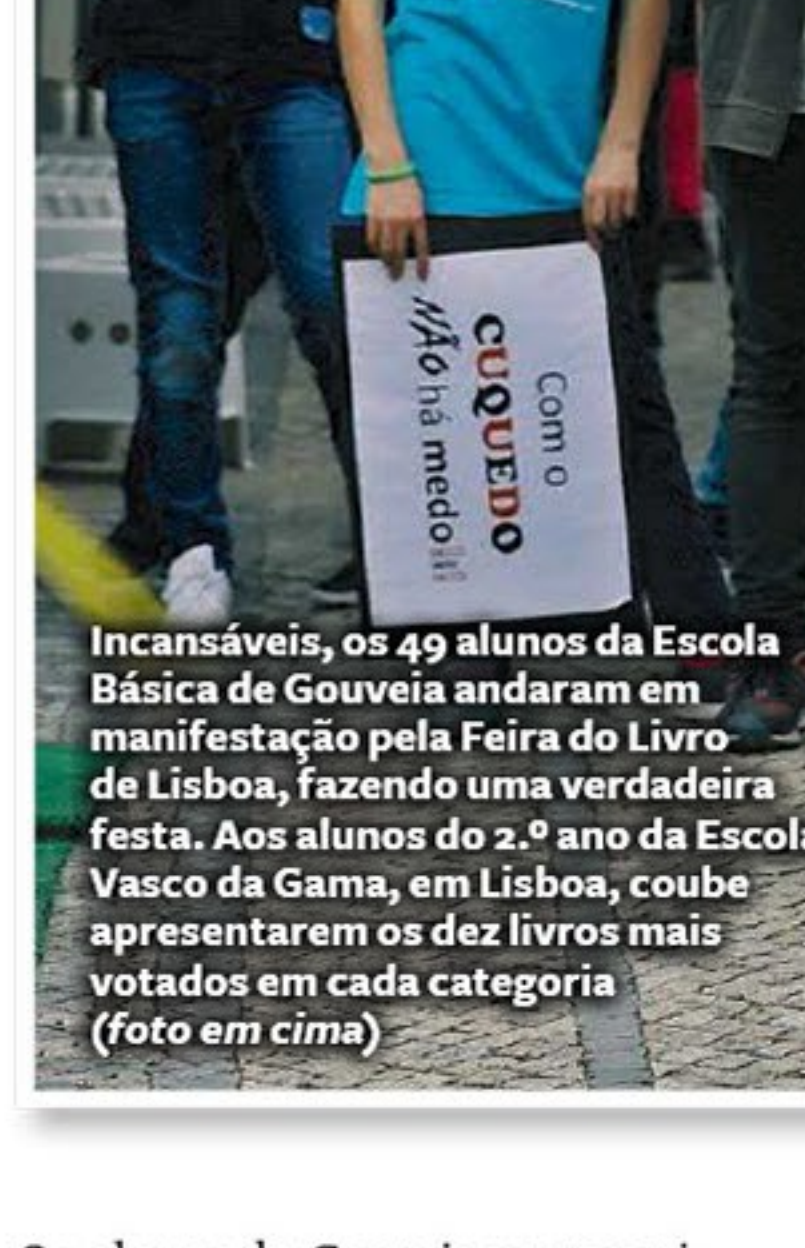 Com o
CUQUEDO
NÃO há medo
Incansáveis, os 49 alunos da Escola
Básica de Gouveia andaram em
manifestação pela Feira do Livro
de Lisboa, fazendo uma verdadeira
festa. Aos alunos do 2.º ano da Escola
Vasco da Gama, em Lisboa, coube
apresentarem os dez livros mais
votados em cada categoria
(foto em cima)